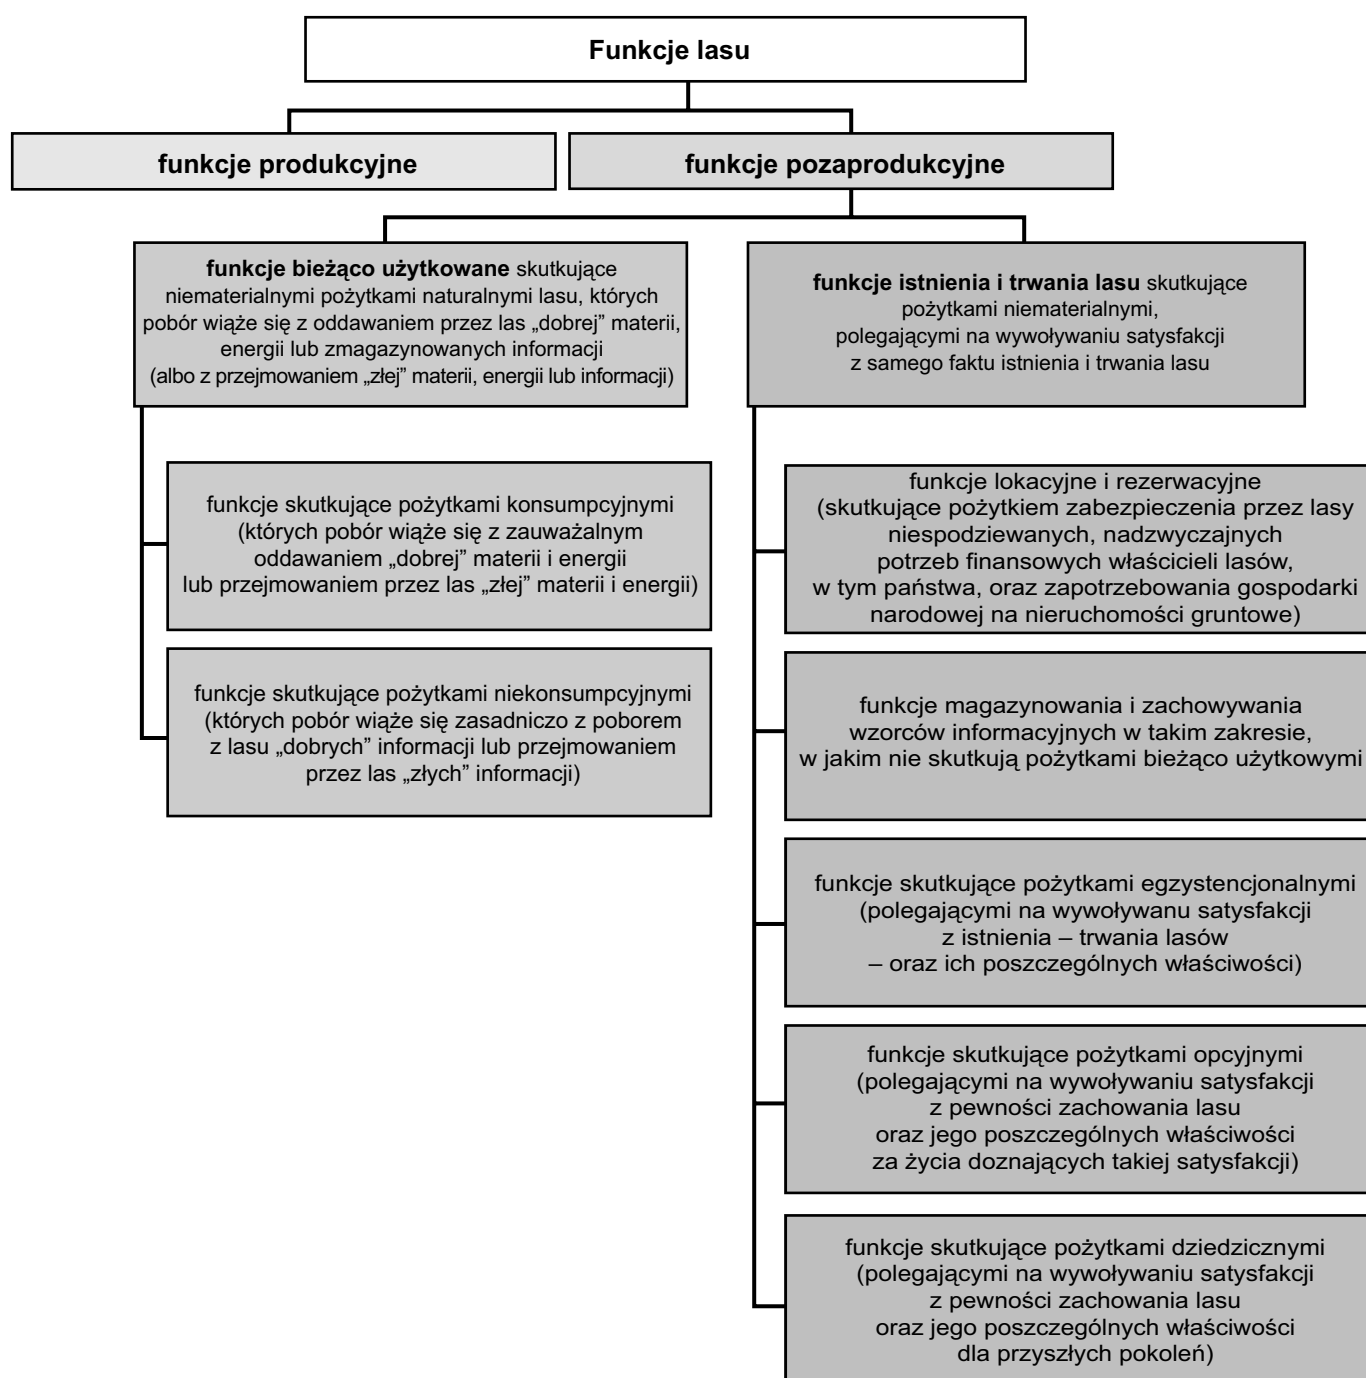 Funkcje lasu
funkcje produkcyjne
funkcje pozaprodukcyjne
funkcje bieżąco użytkowane skutkujące
niematerialnymi pożytkami naturalnymi lasu, których
pobór wiąże się z oddawaniem przez las „dobrej” materii,
energii lub zmagazynowanych informacji
(albo z przejmowaniem „złej” materii, energii lub informacji)
funkcje skutkujące pożytkami konsumpcyjnymi
(których pobór wiąże się z zauważalnym
oddawaniem „dobrej” materii i energii
lub przejmowaniem przez las „złej” materii i energii)
funkcje skutkujące pożytkami niekonsumpcyjnymi
(których pobór wiąże się zasadniczo z poborem
z lasu „dobrych” informacji lub przejmowaniem
przez las „złych” informacji)
funkcje istnienia i trwania lasu skutkujące
pożytkami niematerialnymi,
polegającymi na wywoływaniu satysfakcji
z samego faktu istnienia i trwania lasu
funkcje lokacyjne i rezerwacyjne
(skutkujące pożytkiem zabezpieczenia przez lasy
niespodziewanych, nadzwyczajnych
potrzeb finansowych właścicieli lasów,
w tym państwa, oraz zapotrzebowania gospodarki
narodowej na nieruchomości gruntowe)
funkcje magazynowania i zachowywania
wzorców informacyjnych w takim zakresie,
w jakim nie skutkują pożytkami bieżąco użytkowymi
funkcje skutkujące pożytkami egzystencjonalnymi
(polegającymi na wywoływanu satysfakcji
z istnienia – trwania lasów
– oraz ich poszczególnych właściwości)
funkcje skutkujące pożytkami opcyjnymi
(polegającymi na wywoływaniu satysfakcji
z pewności zachowania lasu
oraz jego poszczególnych właściwości
za życia doznających takiej satysfakcji)
funkcje skutkujące pożytkami dziedzicznymi
(polegającymi na wywoływaniu satysfakcji
z pewności zachowania lasu
oraz jego poszczególnych właściwości
dla przyszłych pokoleń)